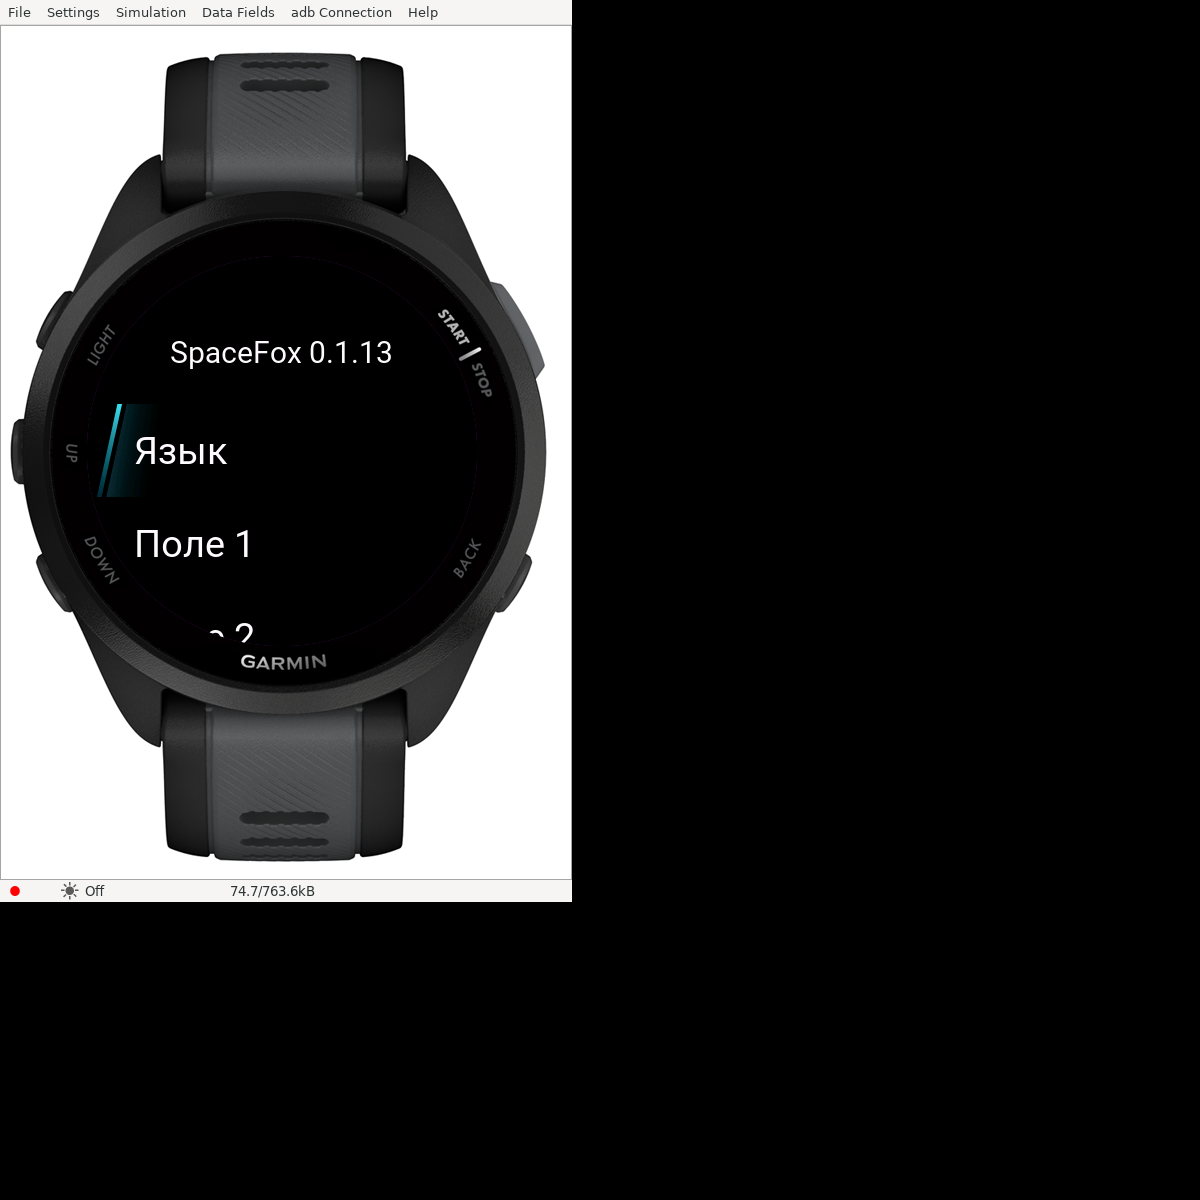 File Settings Simulation Data Fields adb Connection Help
LIGHT
START
STOP
SpaceFox 0.1.13
Язык
UP
Поле 1
DOWN
BACK
2
GARMIN
Off 74.7/763.6kB